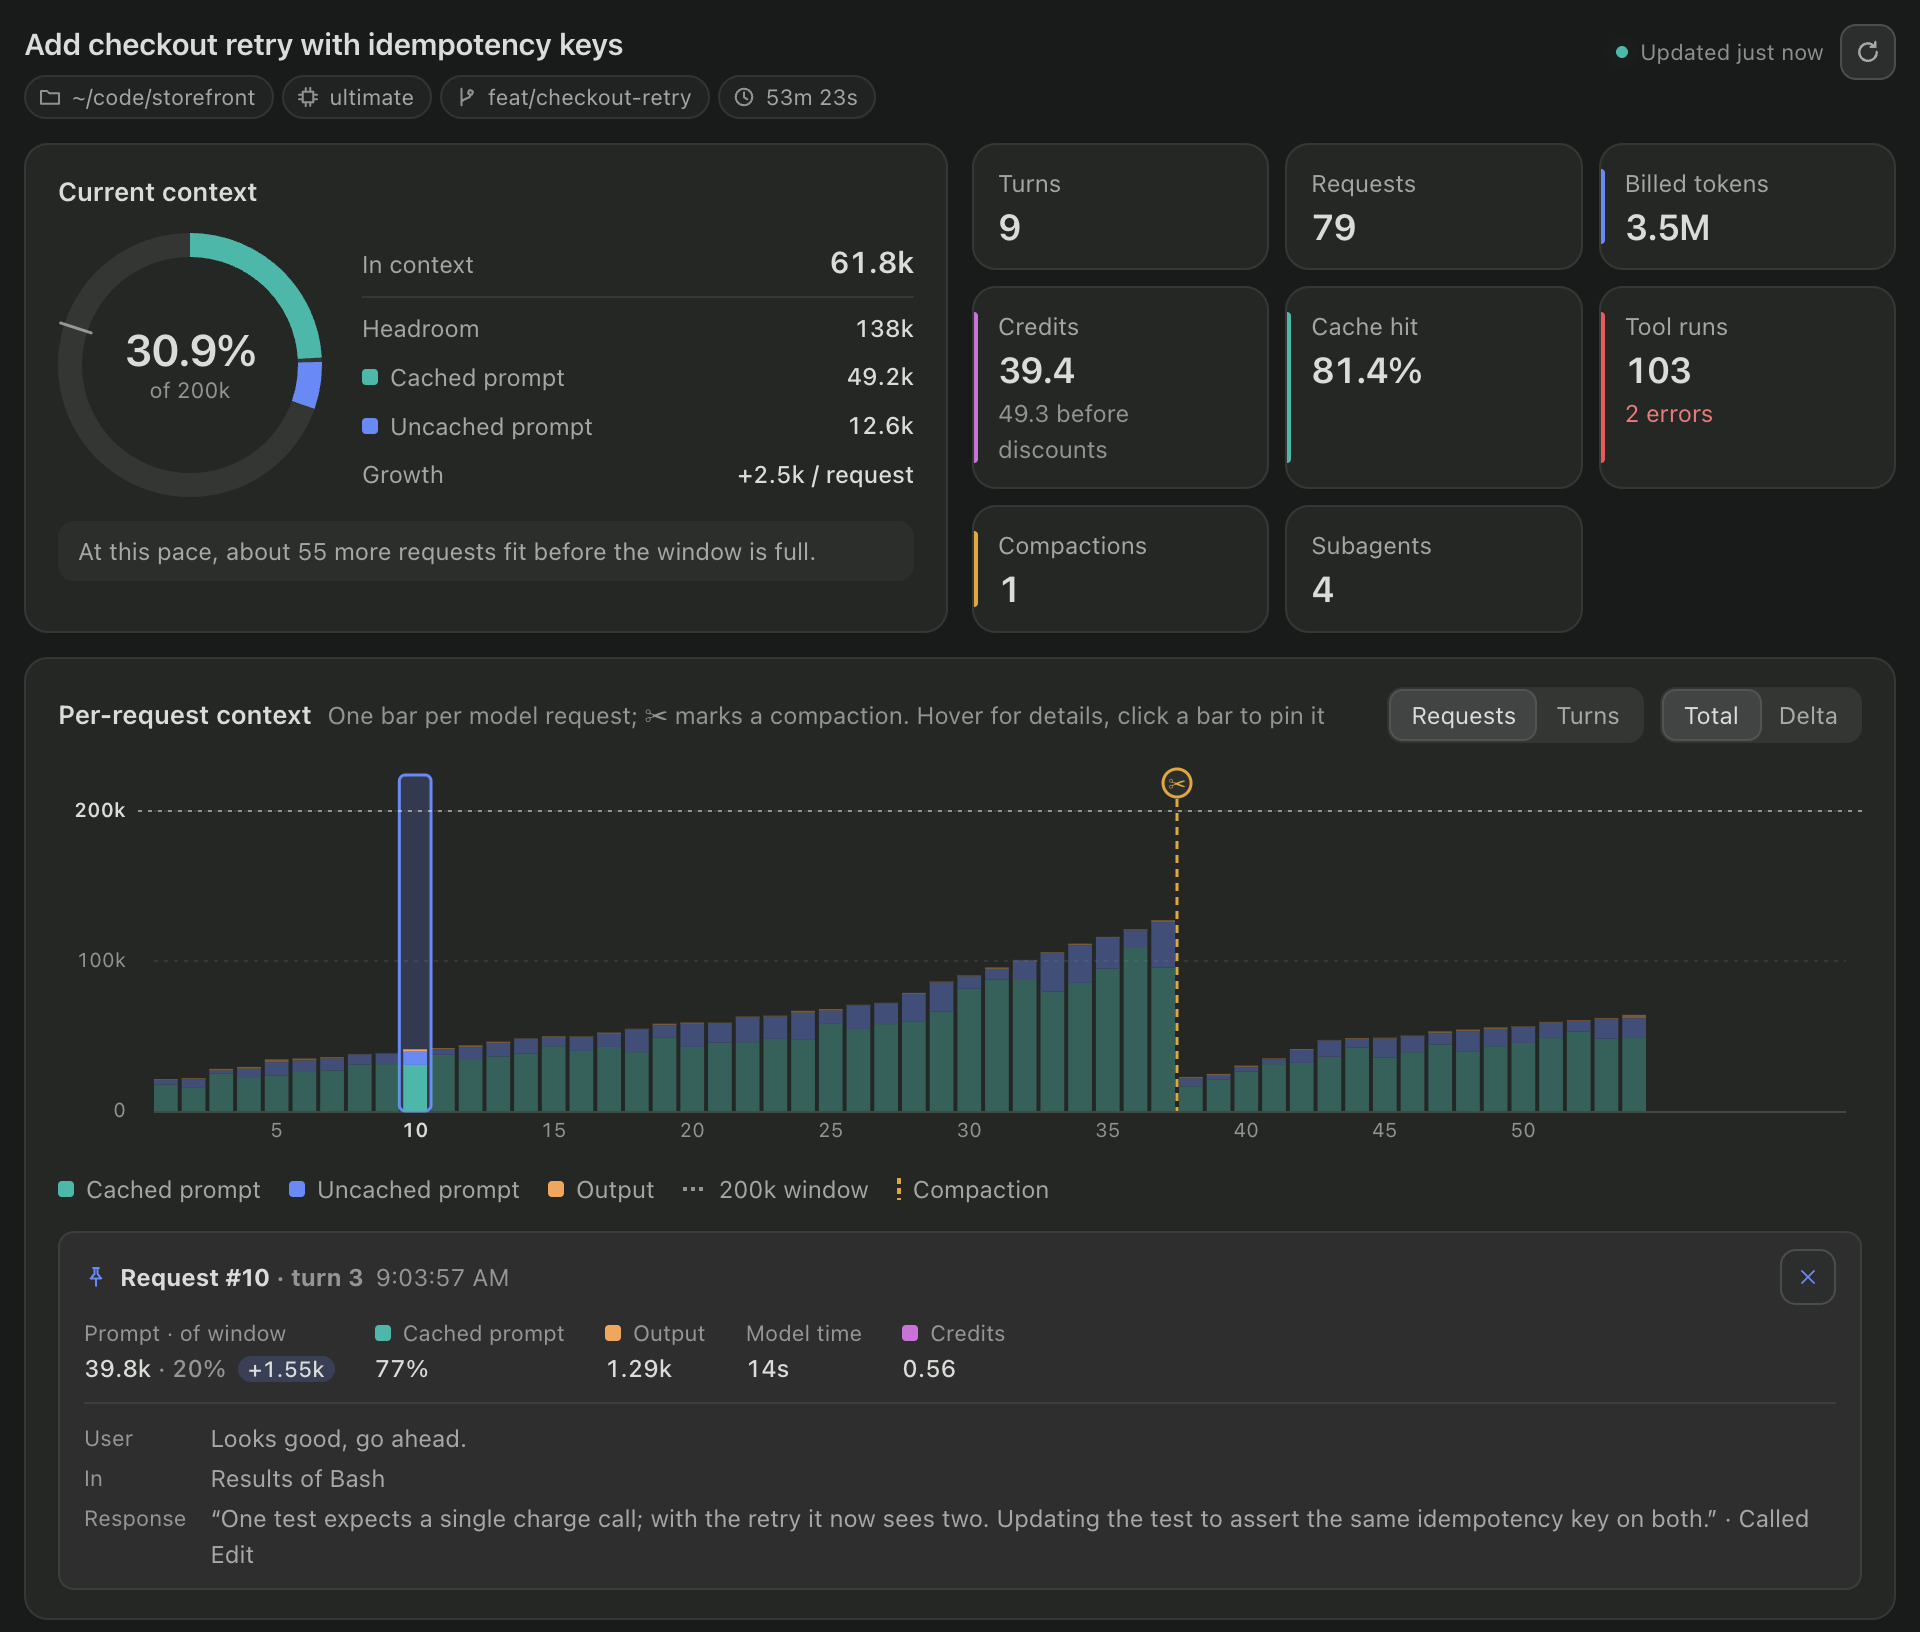 Add checkout retry with idempotency keys
Updated just now
~/code/storefront
ultimate
feat/checkout-retry
53m 23s
Current context
30.9%
of 200k
In context 61.8k
Headroom 138k
Cached prompt 49.2k
Uncached prompt 12.6k
Growth +2.5k / request
At this pace, about 55 more requests fit before the window is full.
Turns
9
Requests
79
Billed tokens
3.5M
Credits
39.4
49.3 before
discounts
Cache hit
81.4%
Tool runs
103
2 errors
Compactions
1
Subagents
4
Per-request context One bar per model request; ✂ marks a compaction. Hover for details, click a bar to pin it
Requests Turns
Total Delta
200k
100k
0
5 10 15 20 25 30 35 40 45 50
Cached prompt Uncached prompt Output 200k window Compaction
Request #10 · turn 3 9:03:57 AM
Prompt · of window Cached prompt Output Model time Credits
39.8k · 20% +1.55k 77% 1.29k 14s 0.56
User Looks good, go ahead.
In Results of Bash
Response “One test expects a single charge call; with the retry it now sees two. Updating the test to assert the same idempotency key on both.” · Called
Edit